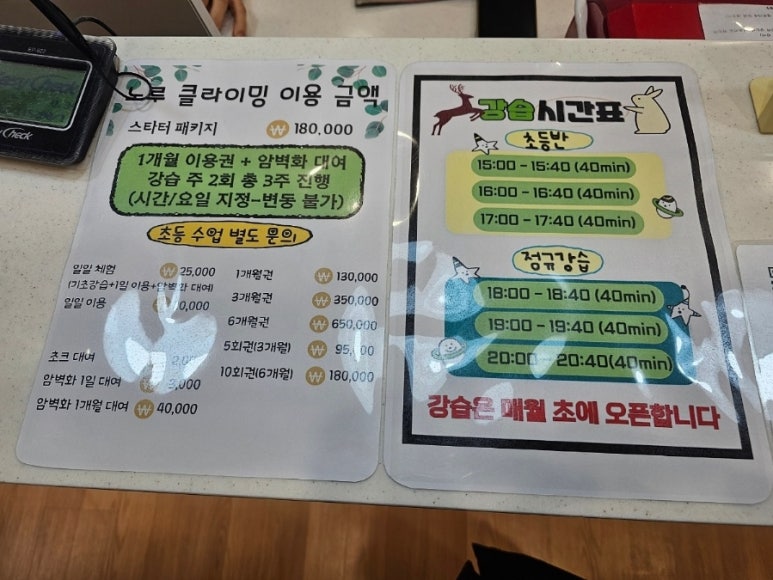 노루 클라이밍 이용 금액
스타터 패키지 ₩ 180,000
1개월 이용권 + 암벽화 대여
강습 주 2회 총 3주 진행
(시간/요일 지정-변동 불가)
초등 수업 별도 문의
일일 체험 ₩ 25,000
(기초강습+1일 이용+암벽화 대여)
일일 이용
초크 대여
암벽화 1일 대여
암벽화 1개월 대여 ₩ 40,000
1개월권 ₩ 130,000
3개월권 ₩ 350,000
6개월권 ₩ 650,000
5회권(3개월) ₩ 95,000
10회권(6개월) ₩ 180,000
강습시간표
초등반
15:00 - 15:40 (40min)
16:00 - 16:40 (40min)
17:00 - 17:40 (40min)
정규강습
18:00 - 18:40 (40min)
19:00 - 19:40 (40min)
20:00 - 20:40(40min)
강습은 매월 초에 오픈합니다
Check